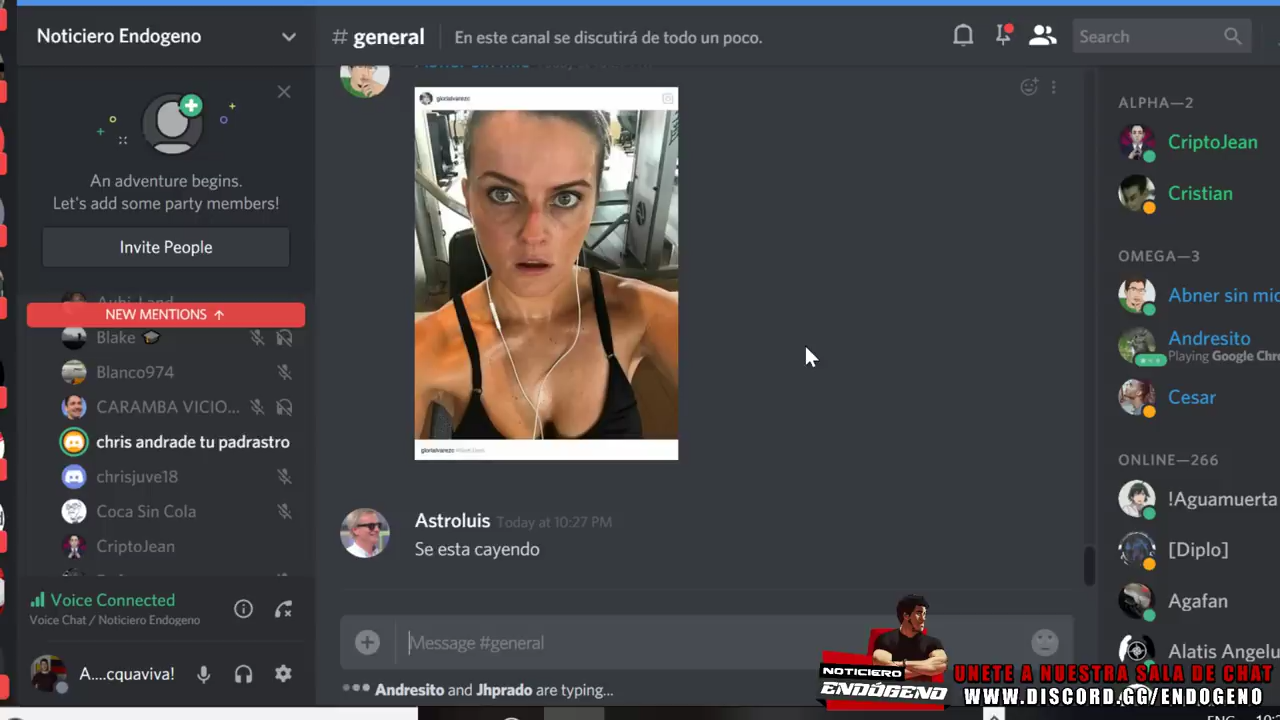 Noticiero Endogeno
# general
En este canal se discutirá de todo un poco.
Search
An adventure begins.
Let's add some party members!
Invite People
NEW MENTIONS ↑
Blake
Blanco974
CARAMBA VICIO...
chris andrade tu padrastro
chrisjuve18
Coca Sin Cola
CriptoJean
Voice Connected
Voice Chat / Noticiero Endogeno
A....cquaviva!
Astroluis Today at 10:27 PM
Se esta cayendo
Message #general
Andresito and Jhprado are typing...
ALPHA—2
CriptoJean
Cristian
OMEGA—3
Abner sin mic
Andresito
Playing Google Chr
Cesar
ONLINE—266
!Aguamuerta
[Diplo]
Agafan
Alatis Angelu
NOTICIERO
ENDÓGENO
UNETE A NUESTRA SALA DE CHAT
WWW.DISCORD.GG/ENDOGENO